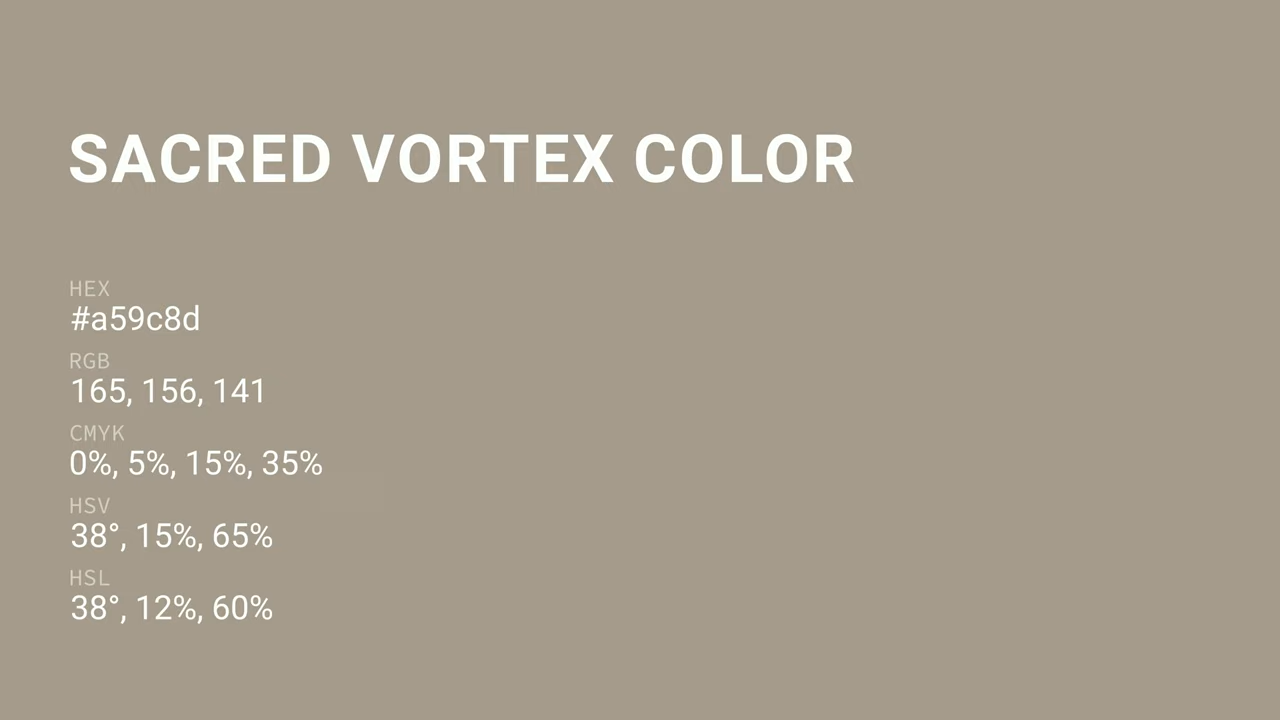 SACRED VORTEX COLOR
HEX
#a59c8d
RGB
165, 156, 141
CMYK
0%, 5%, 15%, 35%
HSV
38°, 15%, 65%
HSL
38°, 12%, 60%